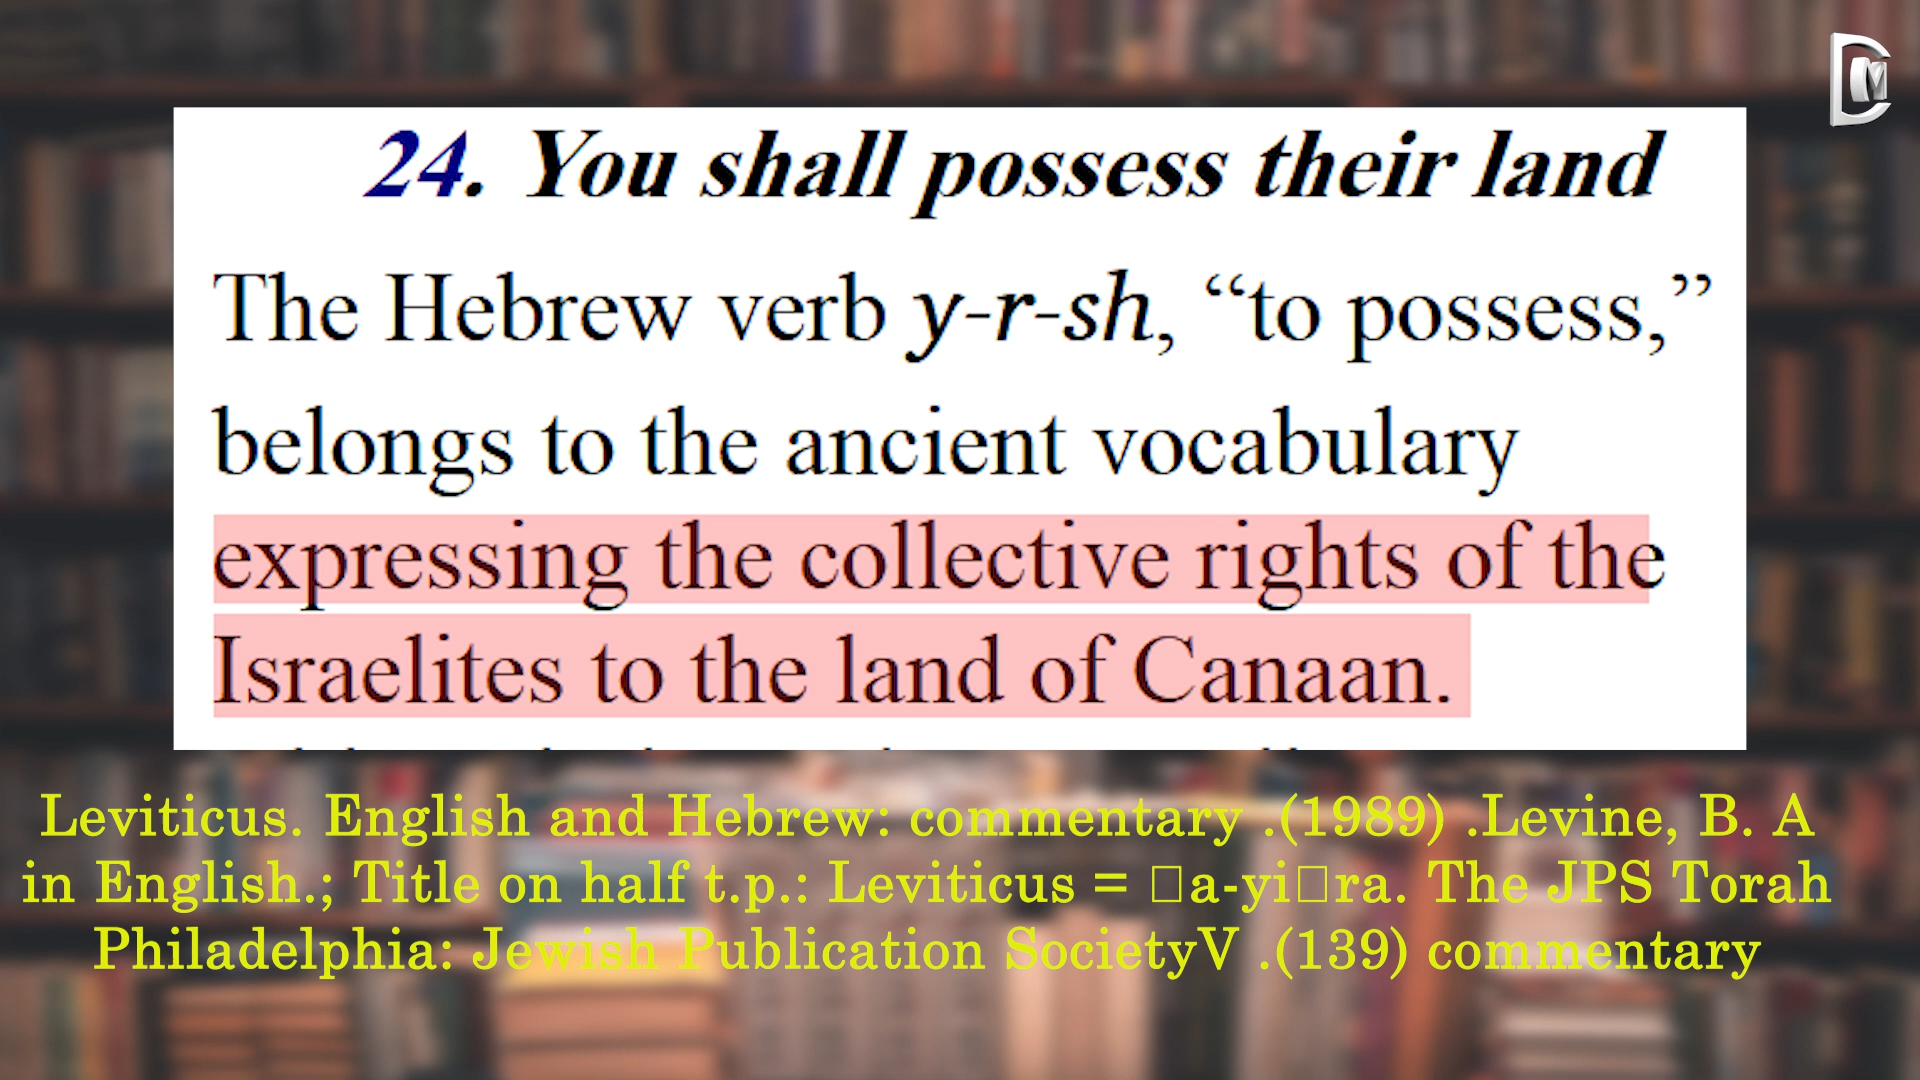 24. You shall possess their land
The Hebrew verb y-r-sh, “to possess,”
belongs to the ancient vocabulary
expressing the collective rights of the
Israelites to the land of Canaan.
Leviticus. English and Hebrew: commentary .(1989) .Levine, B. A
in English.; Title on half t.p.: Leviticus = □a-yi□ra. The JPS Torah
Philadelphia: Jewish Publication SocietyV .(139) commentary